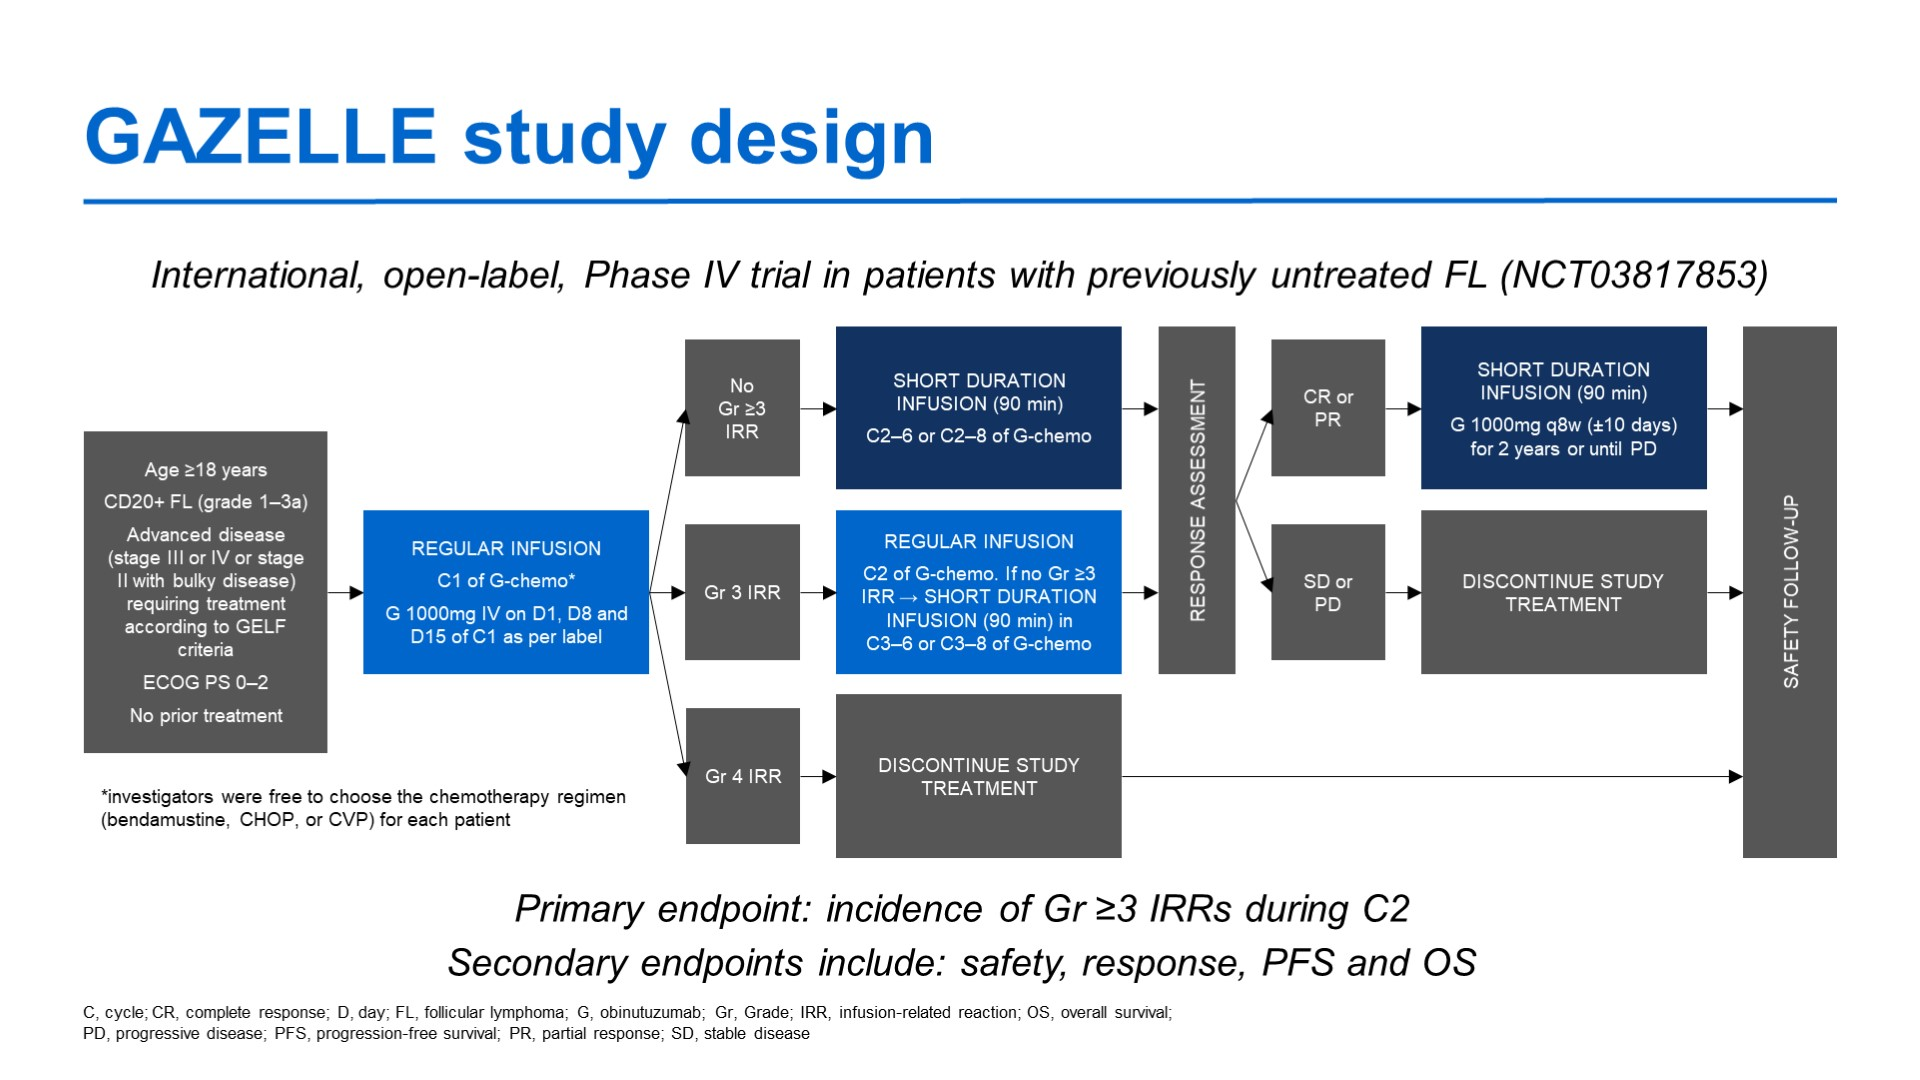 GAZELLE study design
International, open-label, Phase IV trial in patients with previously untreated FL (NCT03817853)
Age ≥18 years
CD20+ FL (grade 1–3a)
Advanced disease
(stage III or IV or stage
II with bulky disease)
requiring treatment
according to GELF
criteria
ECOG PS 0–2
No prior treatment
REGULAR INFUSION
C1 of G-chemo*
G 1000mg IV on D1, D8 and
D15 of C1 as per label
No
Gr ≥3
IRR
SHORT DURATION
INFUSION (90 min)
C2–6 or C2–8 of G-chemo
Gr 3 IRR
REGULAR INFUSION
C2 of G-chemo. If no Gr ≥3
IRR → SHORT DURATION
INFUSION (90 min) in
C3–6 or C3–8 of G-chemo
Gr 4 IRR
DISCONTINUE STUDY
TREATMENT
RESPONSE ASSESSMENT
CR or
PR
SHORT DURATION
INFUSION (90 min)
G 1000mg q8w (±10 days)
for 2 years or until PD
SD or
PD
DISCONTINUE STUDY
TREATMENT
SAFETY FOLLOW-UP
*investigators were free to choose the chemotherapy regimen
(bendamustine, CHOP, or CVP) for each patient
Primary endpoint: incidence of Gr ≥3 IRRs during C2
Secondary endpoints include: safety, response, PFS and OS
C, cycle; CR, complete response; D, day; FL, follicular lymphoma; G, obinutuzumab; Gr, Grade; IRR, infusion-related reaction; OS, overall survival;
PD, progressive disease; PFS, progression-free survival; PR, partial response; SD, stable disease